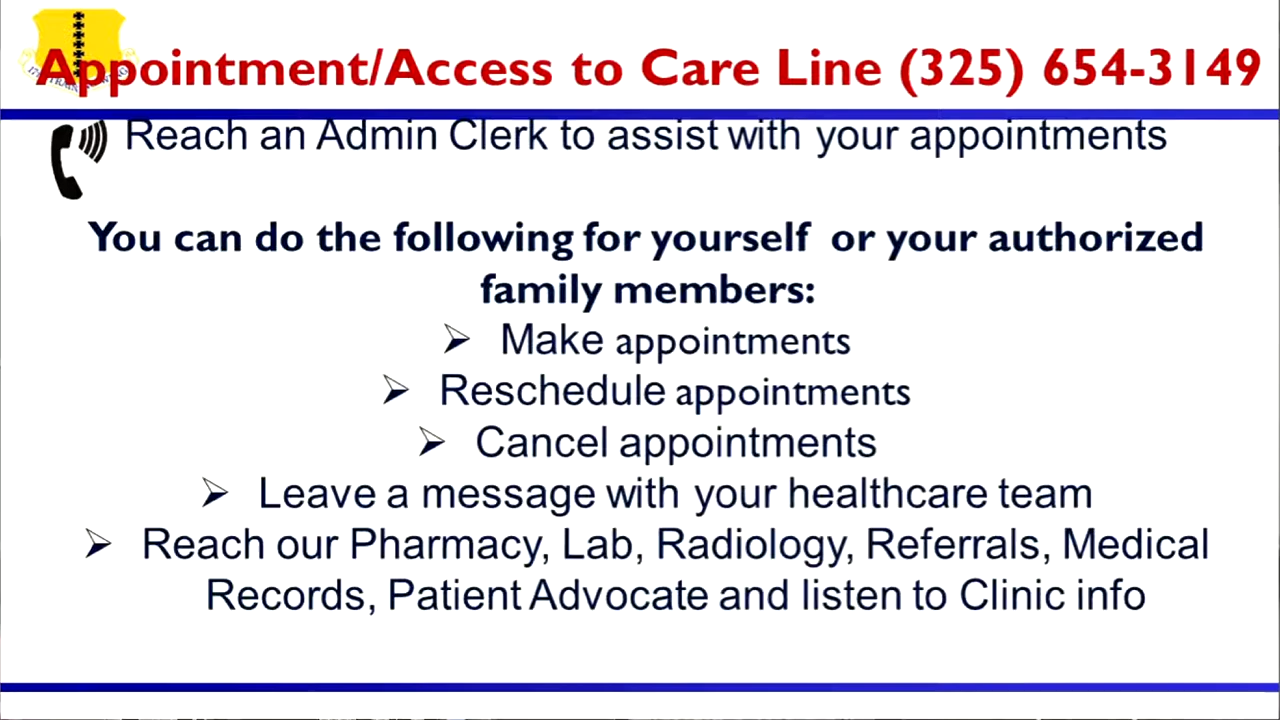 Appointment/Access to Care Line (325) 654-3149
Reach an Admin Clerk to assist with your appointments
You can do the following for yourself or your authorized
family members:
➢ Make appointments
➢ Reschedule appointments
➢ Cancel appointments
➢ Leave a message with your healthcare team
➢ Reach our Pharmacy, Lab, Radiology, Referrals, Medical
Records, Patient Advocate and listen to Clinic info